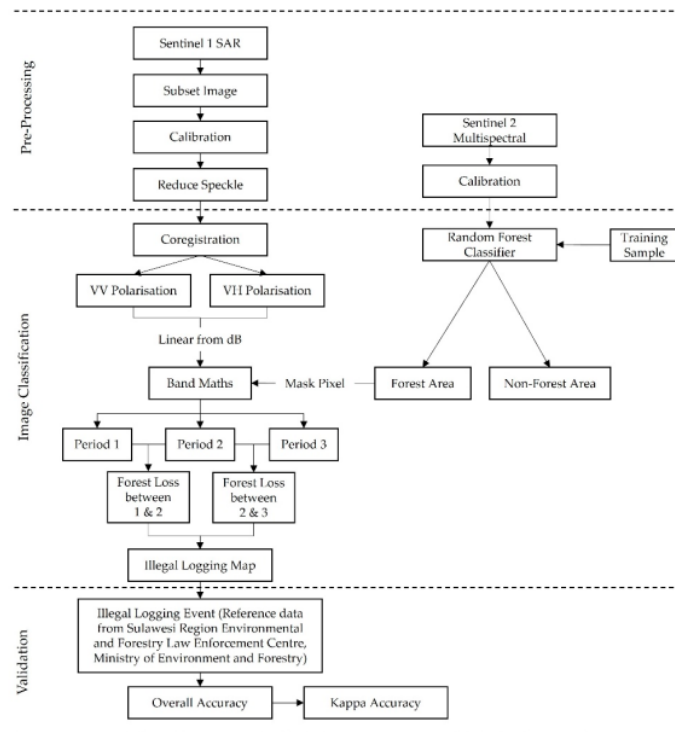 Pre-Processing
Sentinel 1 SAR
Subset Image
Calibration
Reduce Speckle
Sentinel 2
Multispectral
Calibration
Image Classification
Coregistration
VV Polarisation
VH Polarisation
Linear from dB
Random Forest
Classifier
Training
Sample
Band Maths
Mask Pixel
Forest Area
Non-Forest Area
Period 1
Period 2
Period 3
Forest Loss
between
1 & 2
Forest Loss
between
2 & 3
Illegal Logging Map
Validation
Illegal Logging Event (Reference data
from Sulawesi Region Environmental
and Forestry Law Enforcement Centre,
Ministry of Environment and Forestry)
Overall Accuracy
Kappa Accuracy